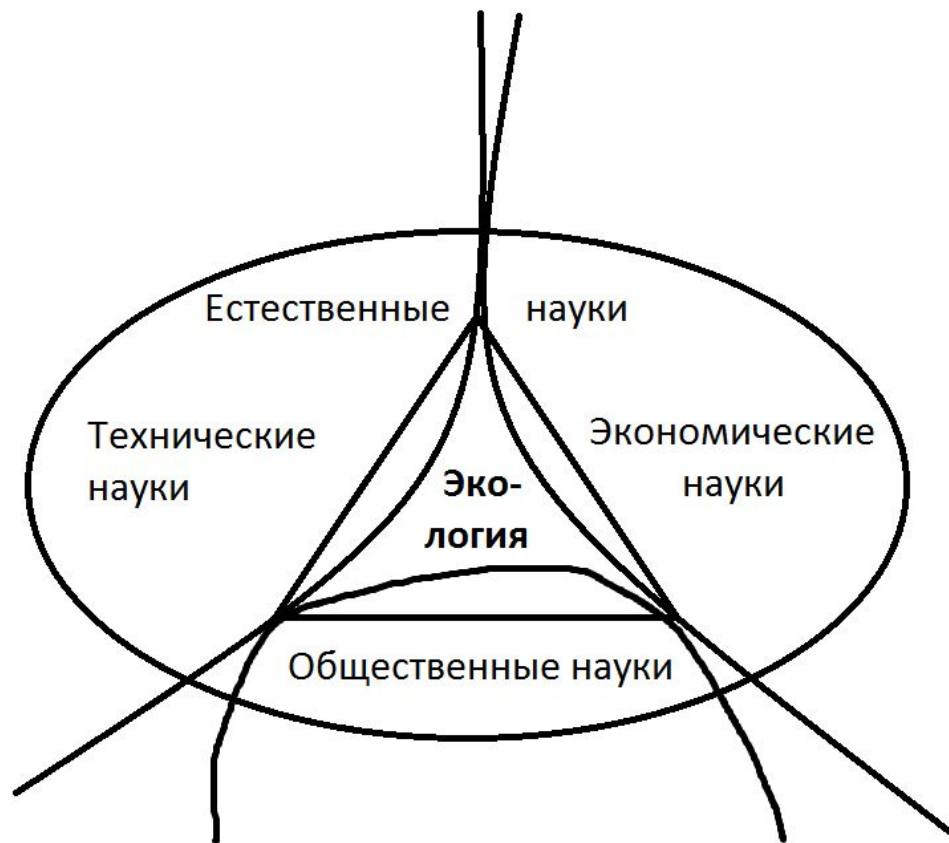 Естественные науки
Технические
науки
Экономические
науки
Эко-
логия
Общественные науки